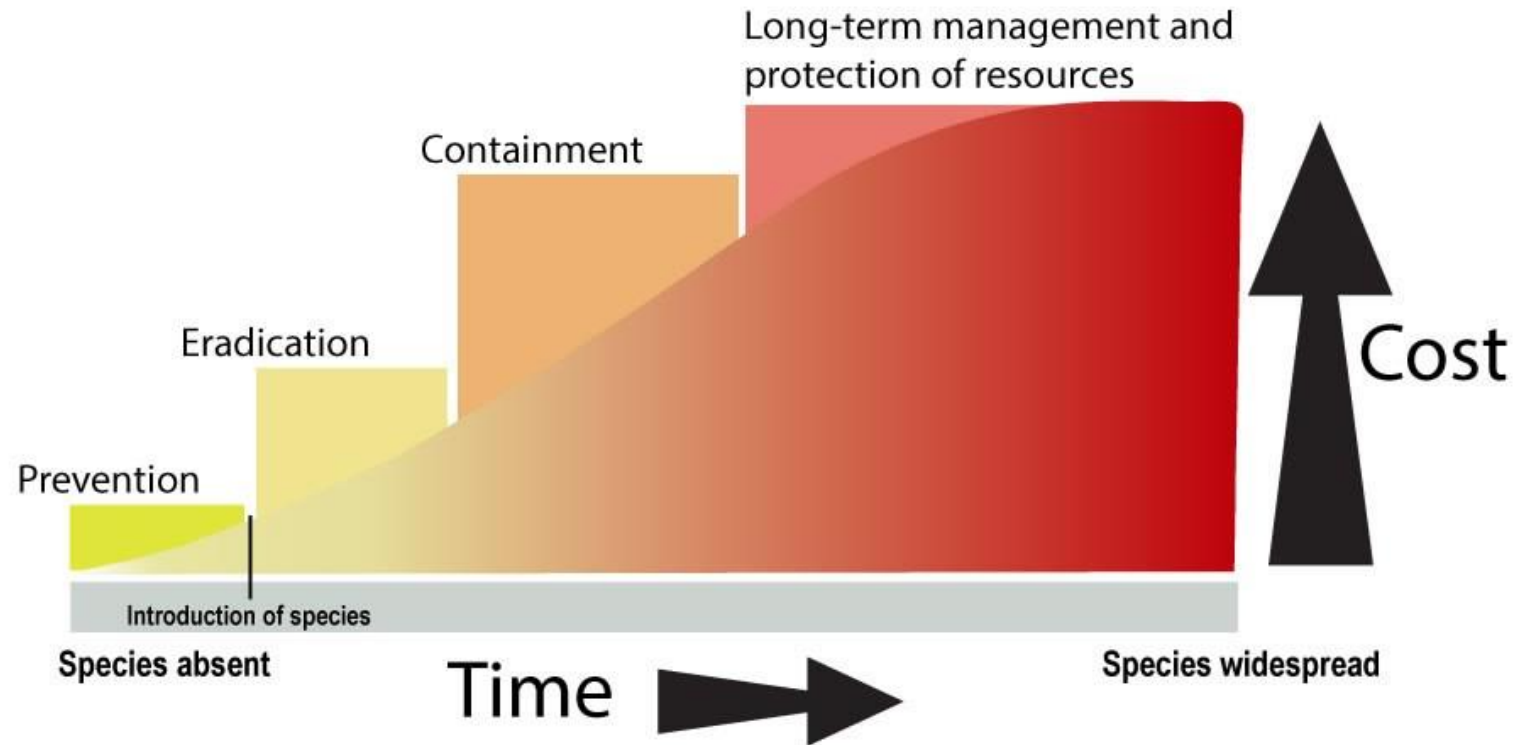 Long-term management and
protection of resources
Containment
Eradication
Prevention
Cost
Introduction of species
Species absent
Time
Species widespread